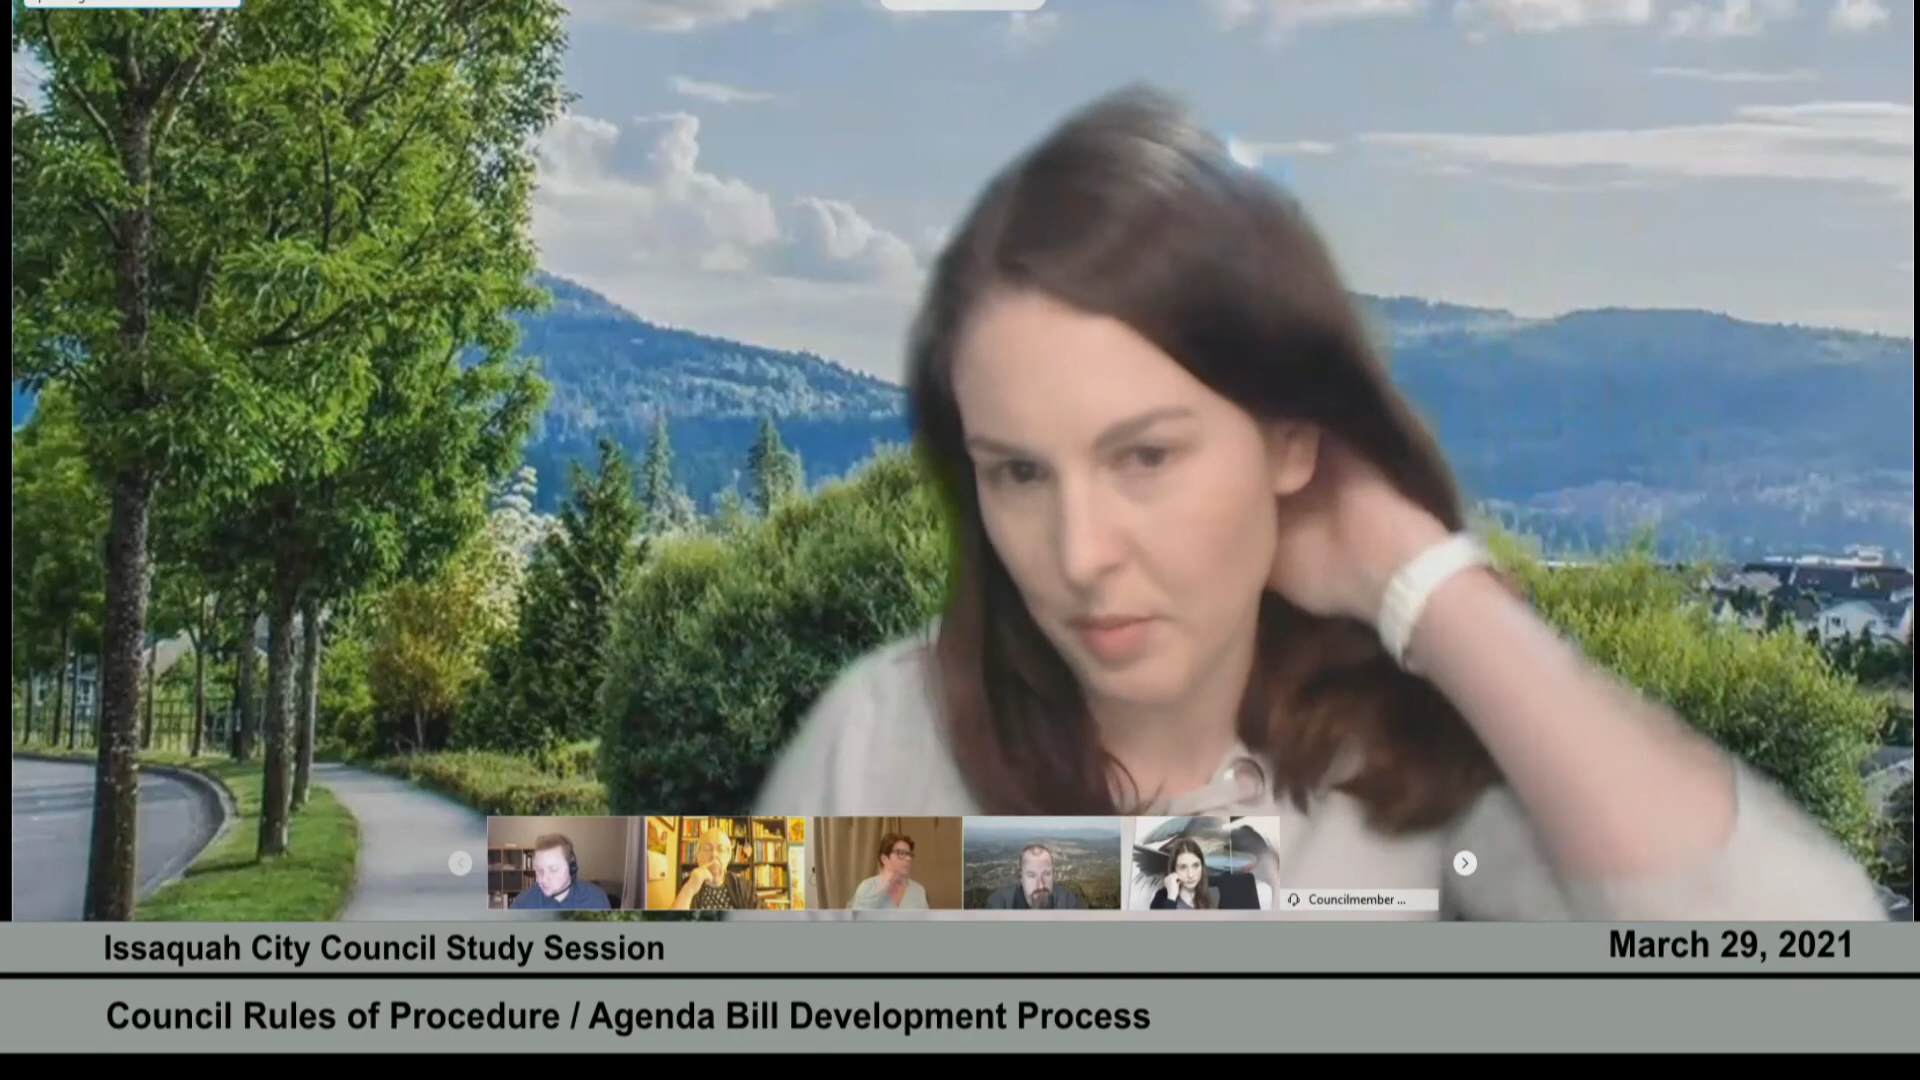 Councilmember ...
Issaquah City Council Study Session
March 29, 2021
Council Rules of Procedure / Agenda Bill Development Process